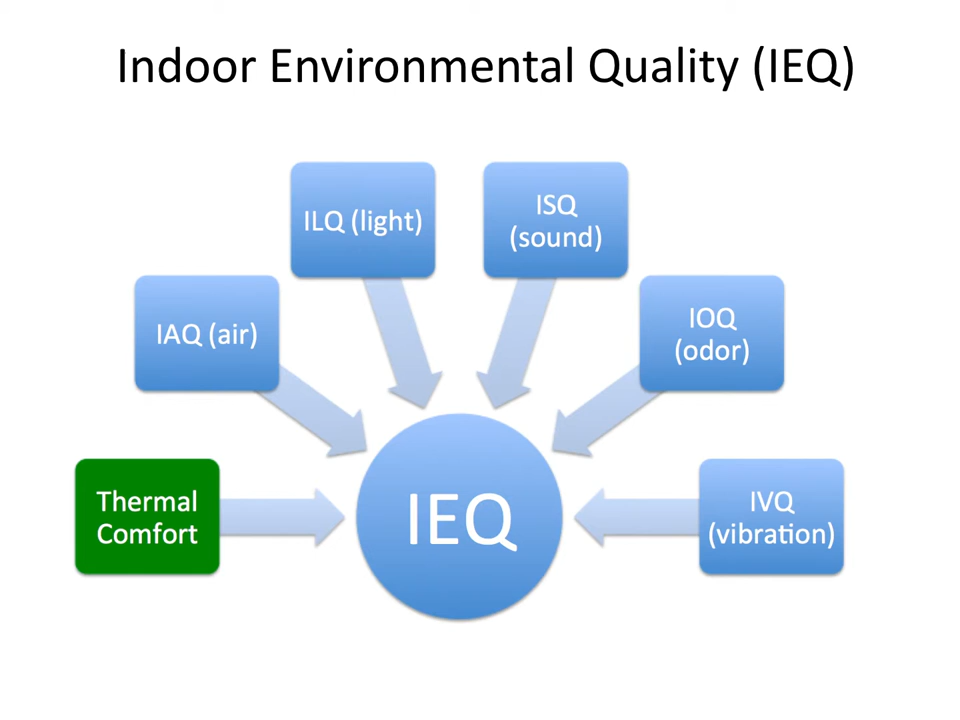 Indoor Environmental Quality (IEQ)
ILQ (light)
ISQ
(sound)
IAQ (air)
IOQ
(odor)
Thermal
Comfort
IEQ
IVQ
(vibration)